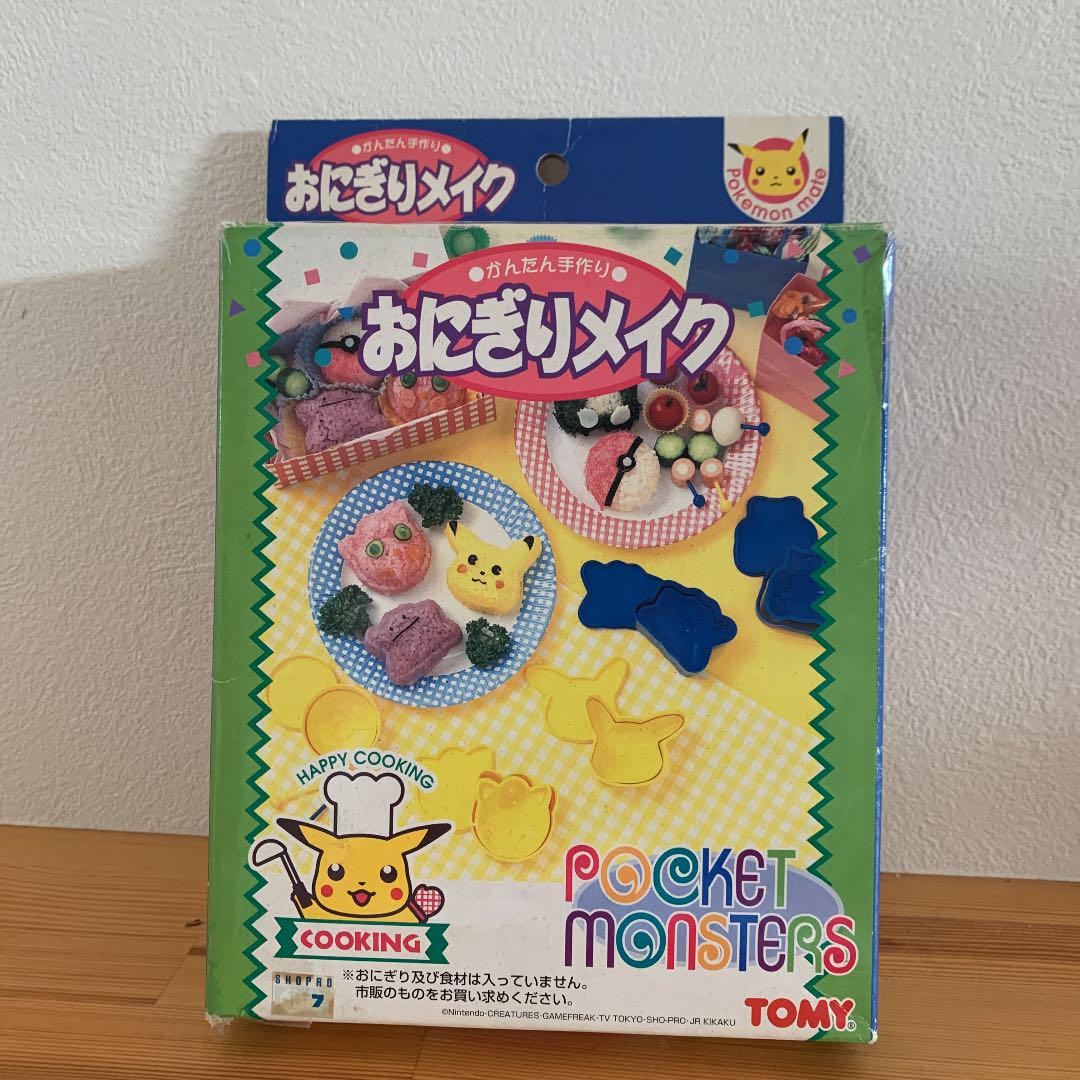 ●かんたん手作り●
おにぎりメイク
Pokemon mate
●かんたん手作り●
おにぎりメイク
HAPPY COOKING
COOKING
POCKET
MONSTERS
SHOPRO
7
※おにぎり及び食材は入っていません。
市販のものをお買い求めください。
TOMY®
©Nintendo・CREATURES・GAMEFREAK・TV TOKYO・SHO-PRO・JR KIKAKU